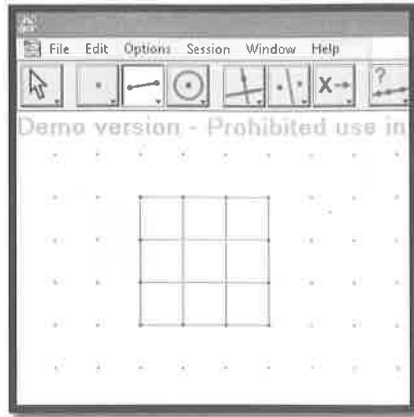 File Edit Options Session Window Help
X
?
Demo version - Prohibited use in